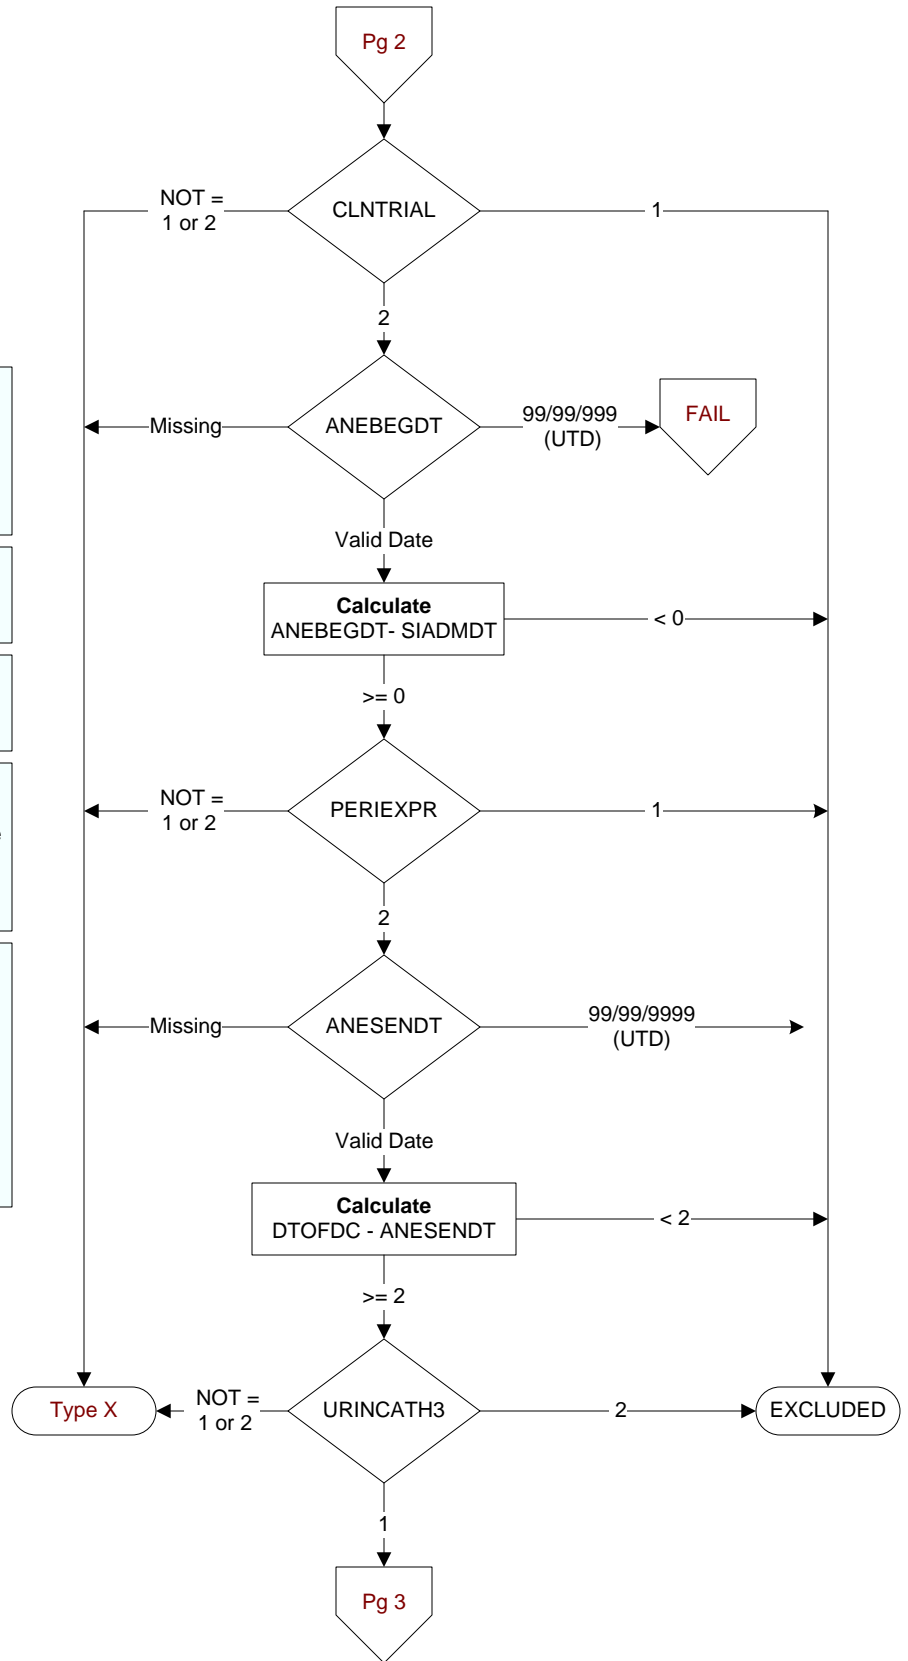 Pg 2
CLNTRIAL
NOT =
1 or 2
1
2
ANEBEGDT
Missing
99/99/999
(UTD)
FAIL
Valid Date
Calculate
ANEBEGDT- SIADMDT
< 0
>= 0
PERIEXPR
NOT =
1 or 2
1
2
ANESENDT
Missing
99/99/9999
(UTD)
Valid Date
Calculate
DTOFDC - ANESENDT
< 2
>= 2
Type X
NOT =
1 or 2
URINCATH3
2
EXCLUDED
1
Pg 3